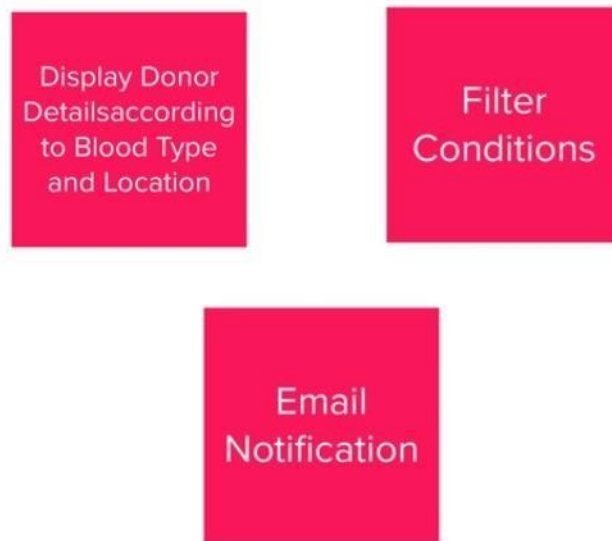 Display Donor
Detailsaccording
to Blood Type
and Location
Filter
Conditions
Email
Notification